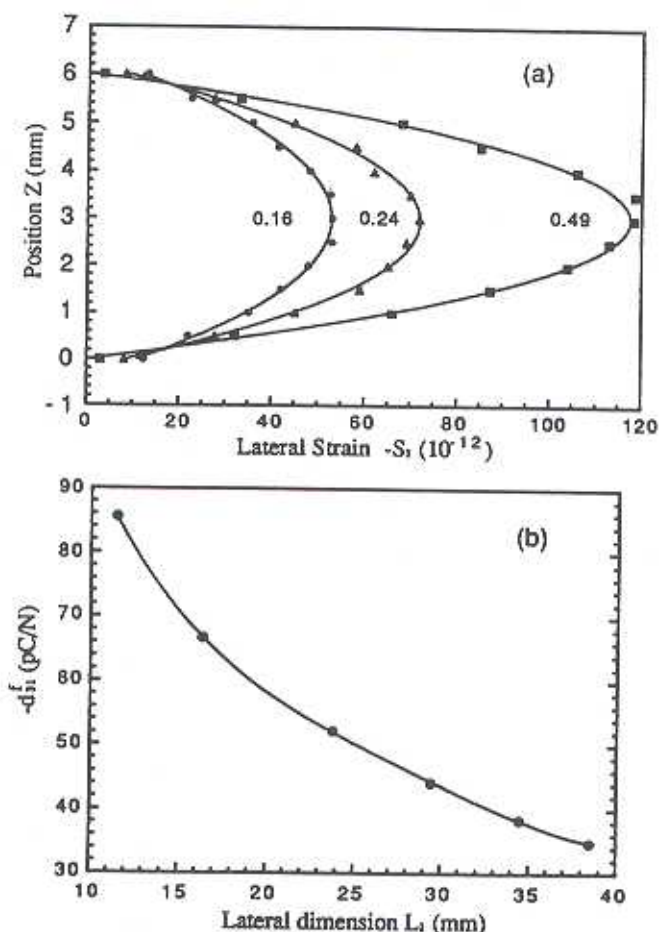 7
6
5
4
3
2
1
0
-1
Position Z (mm)
(a)
0.16
0.24
0.49
0 20 40 60 80 100 120
Lateral Strain -S₁ (10⁻¹²)
90
80
70
60
50
40
30
-dᶠ₃₁ (pC/N)
(b)
10 15 20 25 30 35 40
Lateral dimension L₁ (mm)